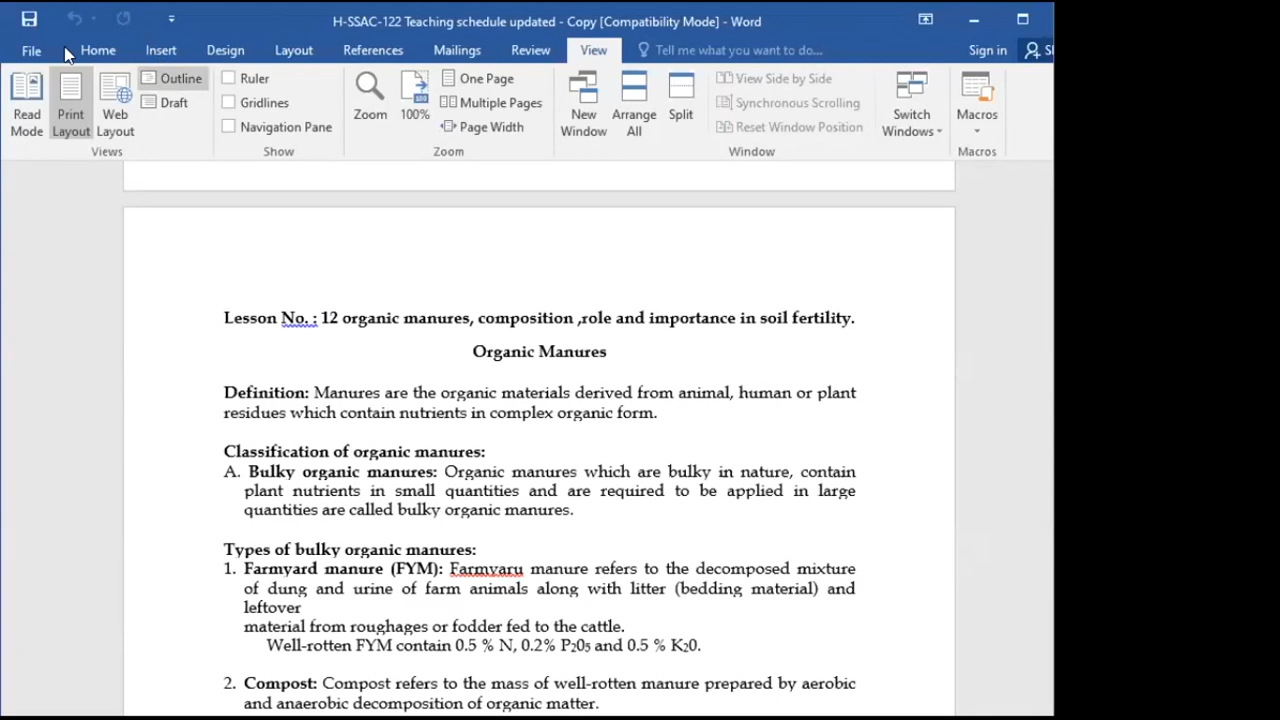 H-SSAC-122 Teaching schedule updated - Copy [Compatibility Mode] - Word
File Home Insert Design Layout References Mailings Review View Tell me what you want to do... Sign in
Read Mode
Print Layout
Web Layout
Outline
Draft
Views
Ruler
Gridlines
Navigation Pane
Show
Zoom
100%
One Page
Multiple Pages
Page Width
Zoom
New Window
Arrange All
Split
View Side by Side
Synchronous Scrolling
Reset Window Position
Window
Switch Windows
Macros
Macros
Lesson No. : 12 organic manures, composition ,role and importance in soil fertility.
Organic Manures
Definition: Manures are the organic materials derived from animal, human or plant
residues which contain nutrients in complex organic form.
Classification of organic manures:
A. Bulky organic manures: Organic manures which are bulky in nature, contain
plant nutrients in small quantities and are required to be applied in large
quantities are called bulky organic manures.
Types of bulky organic manures:
1. Farmyard manure (FYM): Farmyaru manure refers to the decomposed mixture
of dung and urine of farm animals along with litter (bedding material) and
leftover
material from roughages or fodder fed to the cattle.
Well-rotten FYM contain 0.5 % N, 0.2% P205 and 0.5 % K20.
2. Compost: Compost refers to the mass of well-rotten manure prepared by aerobic
and anaerobic decomposition of organic matter.